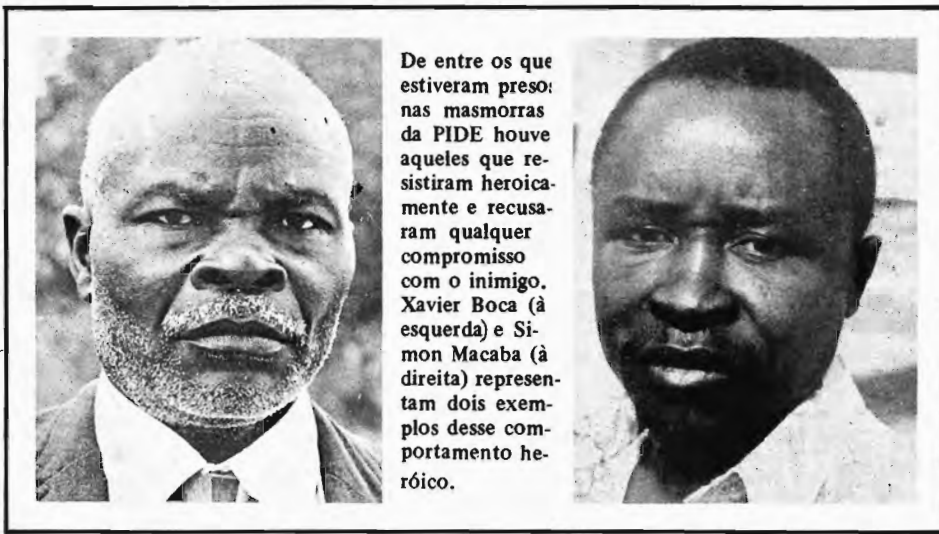 De entre os que
estiveram presos
nas masmorras
da PIDE houve
aqueles que re-
sistiram heroica-
mente e recusa-
ram qualquer
compromisso
com o inimigo.
Xavier Boca (à
esquerda) e Si-
mon Macaba (à
direita) represen-
tam dois exem-
plos desse com-
portamento he-
róico.